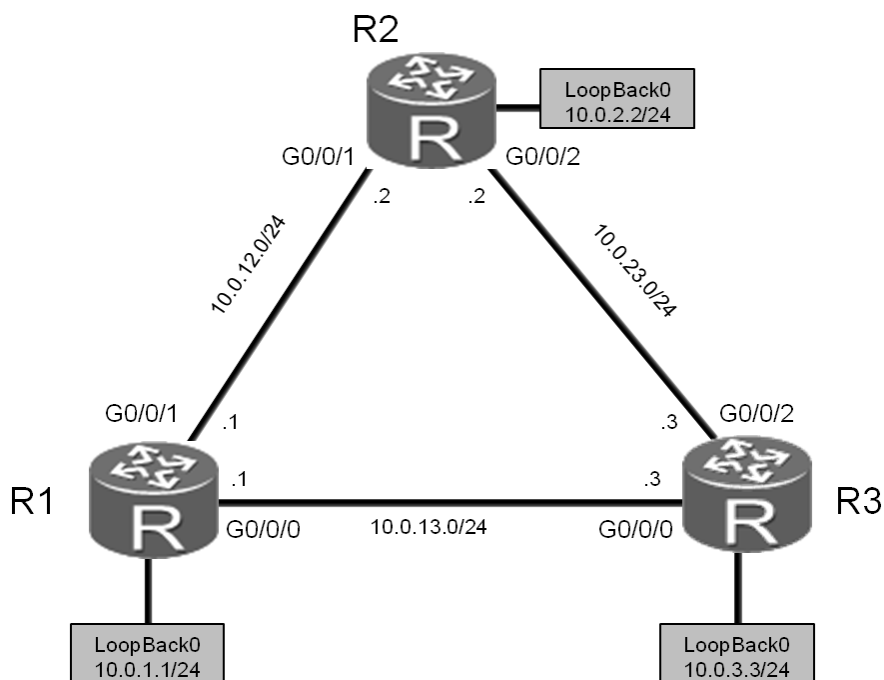 R2
LoopBack0
10.0.2.2/24
R
G0/0/1
G0/0/2
.2
.2
10.0.12.0/24
10.0.23.0/24
G0/0/1
.1
.3
G0/0/2
R1
R
.1
.3
R
R3
G0/0/0
10.0.13.0/24
G0/0/0
LoopBack0
10.0.1.1/24
LoopBack0
10.0.3.3/24